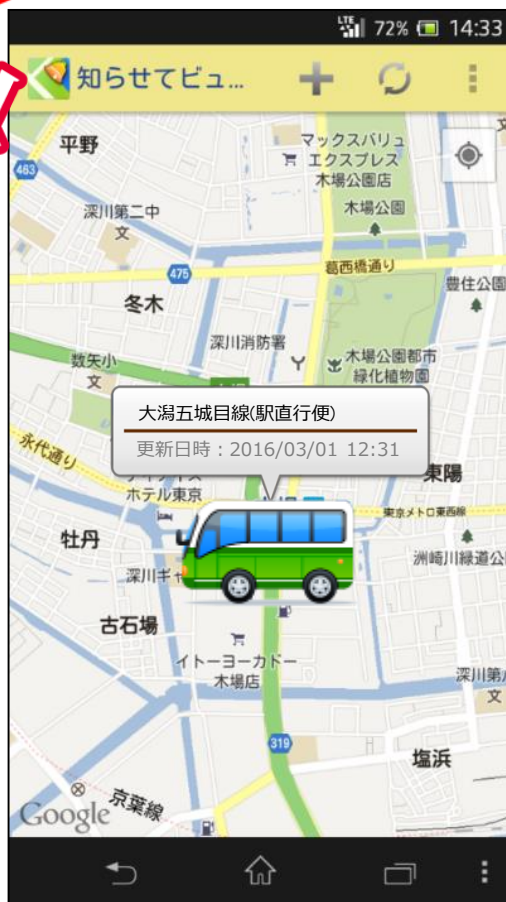 LTE 72% 14:33
知らせてビュ...
平野
マックスバリュ
エクスプレス
木場公園店
463
深川第二中
文
木場公園
葛西橋通り
475
豊住公園
冬木
深川消防署
数矢小
文
木場公園都市
緑化植物園
大潟五城目線(駅直行便)
更新日時：2016/03/01 12:31
永代通り
ホテル東京
東陽
東京メトロ東西線
牡丹
洲崎川緑道公
深川ギャ
古石場
イトーヨーカドー
木場店
深川第八
文
319
塩浜
京葉線
Google